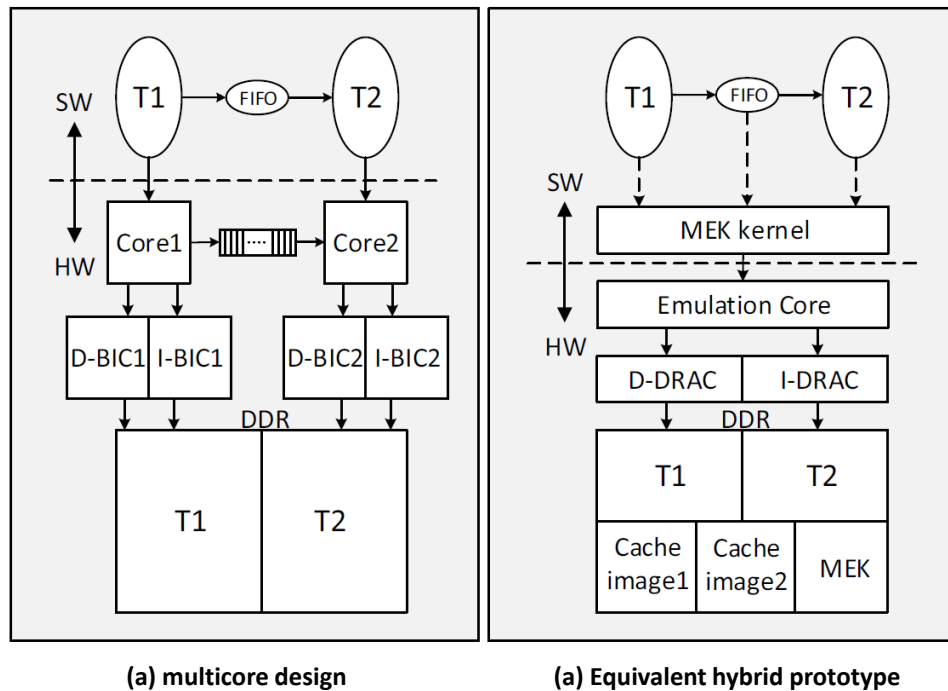 T1
FIFO
T2
SW
HW
Core1
....
Core2
D-BIC1
I-BIC1
D-BIC2
I-BIC2
DDR
T1
T2
(a) multicore design
T1
FIFO
T2
SW
MEK kernel
HW
Emulation Core
D-DRAC
I-DRAC
DDR
T1
T2
Cache
image1
Cache
image2
MEK
(a) Equivalent hybrid prototype